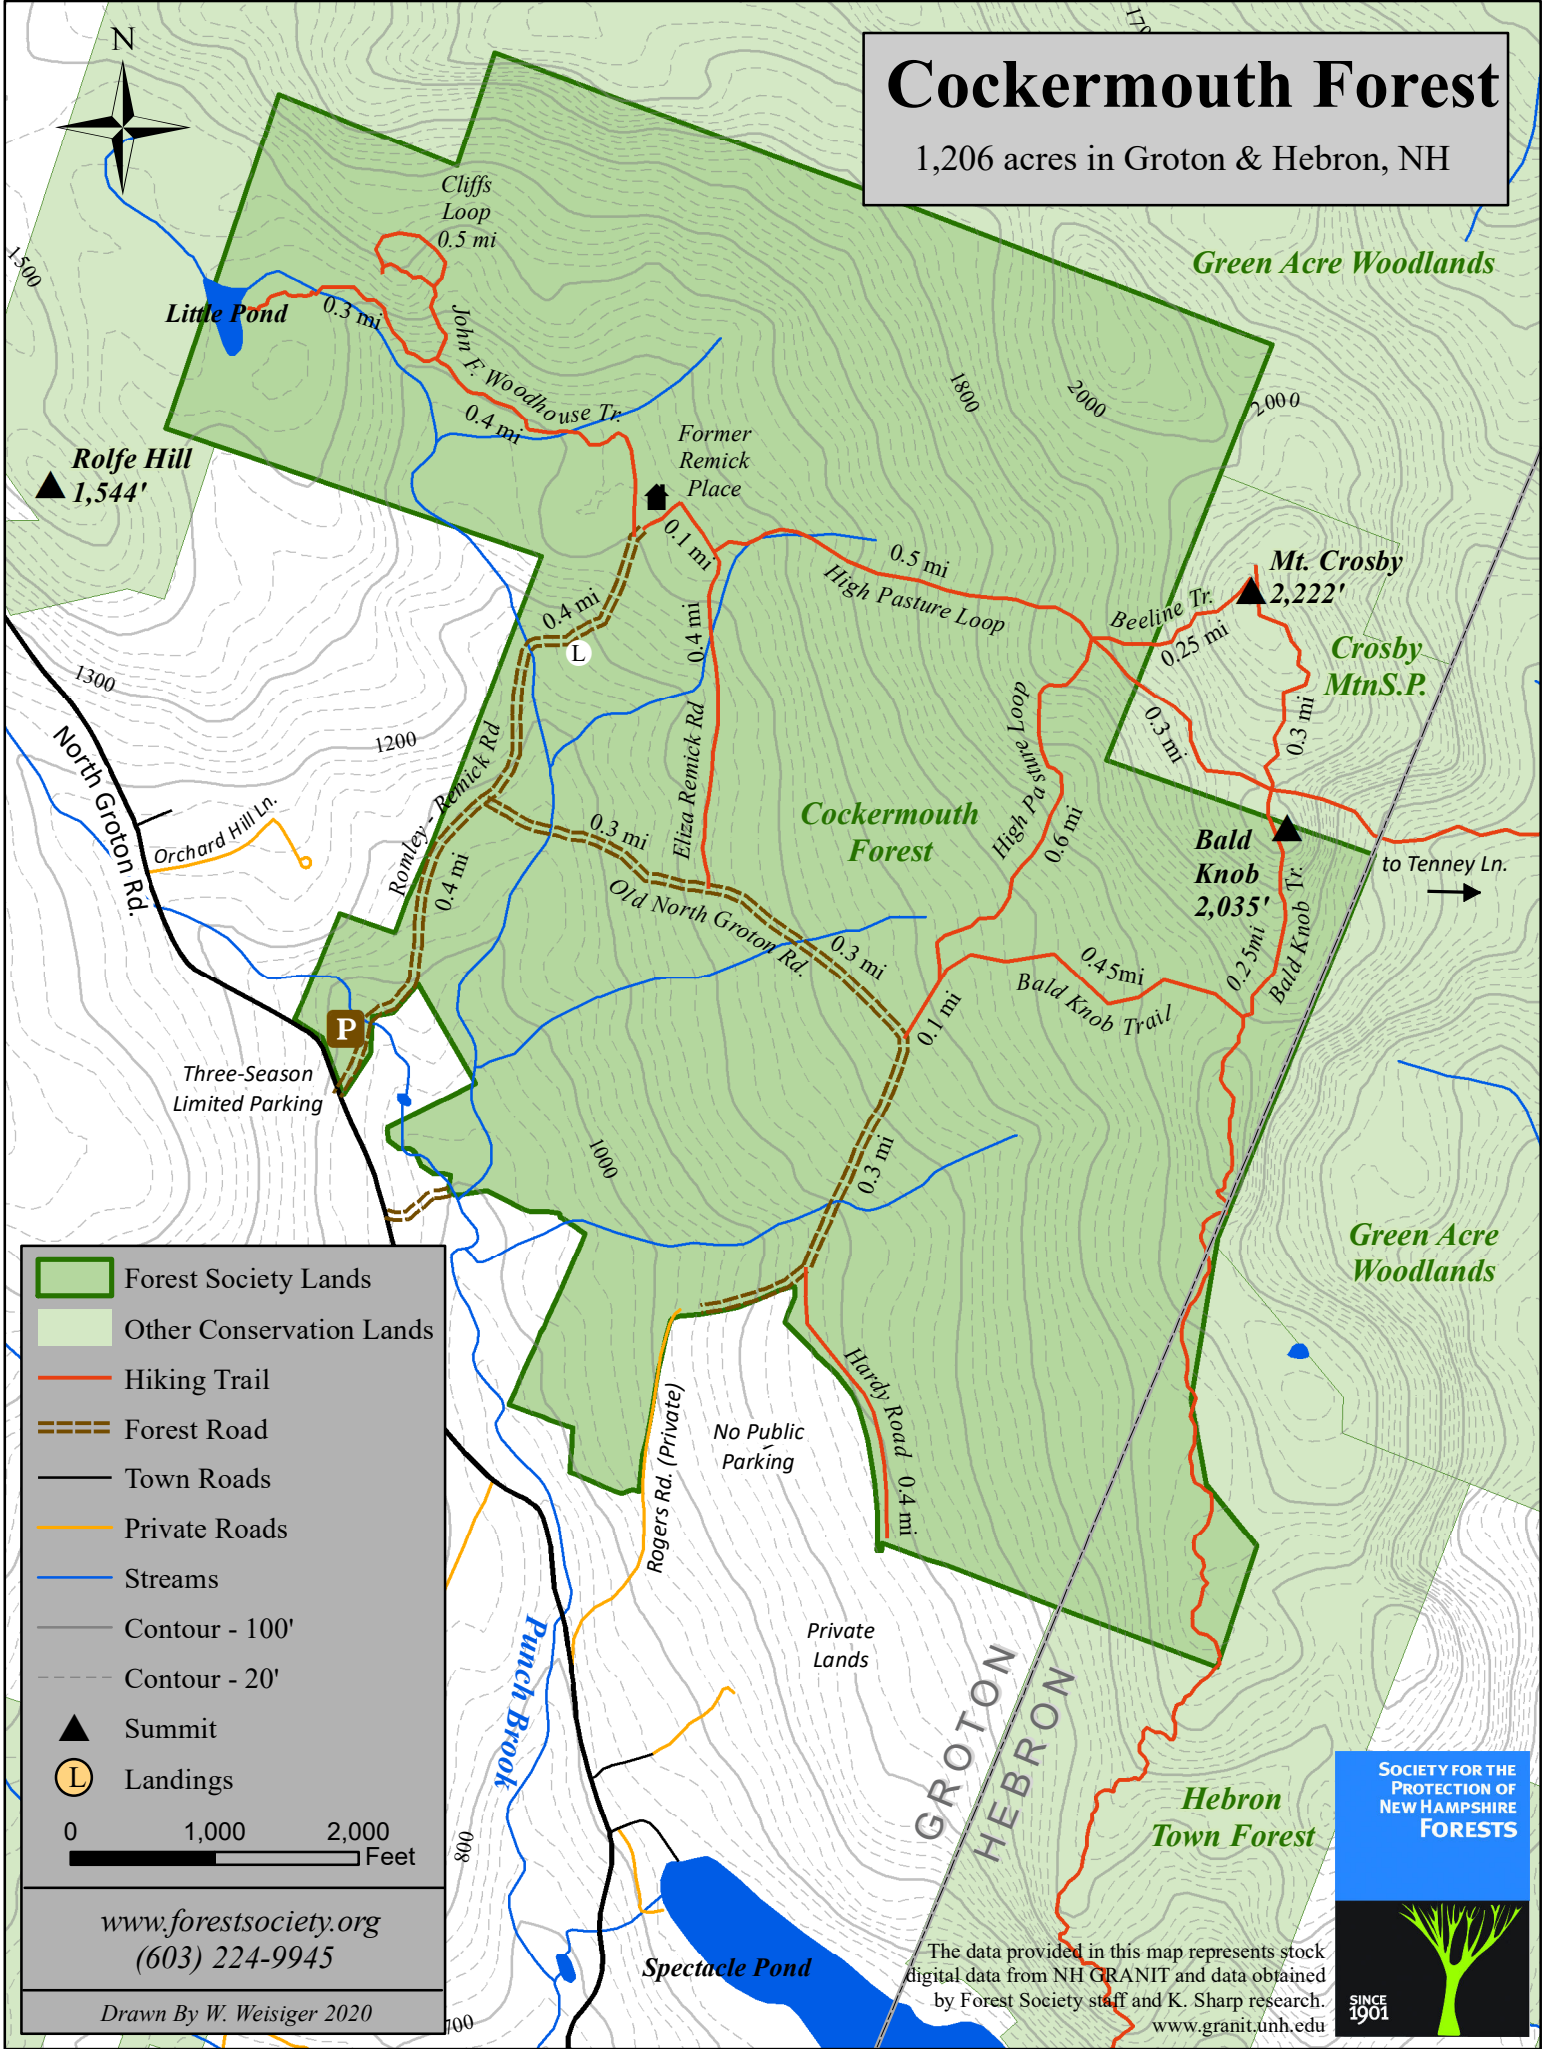 N
Cockermouth Forest
1,206 acres in Groton & Hebron, NH
170
Cliffs
Loop
0.5 mi
1500
Green Acre Woodlands
Little Pond
0.3 mi
John F. Woodhouse Tr.
0.4 mi
1800
2000
2000
Former
Remick
Place
Rolfe Hill
1,544'
0.1 mi
0.5 mi
High Pasture Loop
Mt. Crosby
2,222'
Beeline Tr.
0.25 mi
0.4 mi
L
0.4 mi
Crosby
MtnS.P.
1300
1200
North Groton Rd.
Orchard Hill Ln.
Romley - Remick Rd
0.4 mi
Eliza Remick Rd
0.3 mi
Old North Groton Rd.
0.3 mi
Cockermouth
Forest
High Pasture Loop
0.6 mi
0.3 mi
0.3 mi
Bald
Knob
2,035'
to Tenney Ln.
Bald Knob Tr.
0.25mi
0.45mi
Bald Knob Trail
0.1 mi
P
Three-Season
Limited Parking
1000
0.3 mi
Green Acre
Woodlands
Forest Society Lands
Other Conservation Lands
Hiking Trail
Forest Road
Town Roads
Private Roads
Streams
Contour - 100'
Contour - 20'
Summit
L
Landings
0 1,000 2,000
Feet
www.forestsociety.org
(603) 224-9945
Drawn By W. Weisiger 2020
Hardy Road 0.4 mi
Rogers Rd. (Private)
No Public
Parking
Private
Lands
Punch Brook
GROTON
HEBRON
Hebron
Town Forest
800
700
Spectacle Pond
The data provided in this map represents stock
digital data from NH GRANIT and data obtained
by Forest Society staff and K. Sharp research.
www.granit.unh.edu
SOCIETY FOR THE
PROTECTION OF
NEW HAMPSHIRE
FORESTS
SINCE
1901